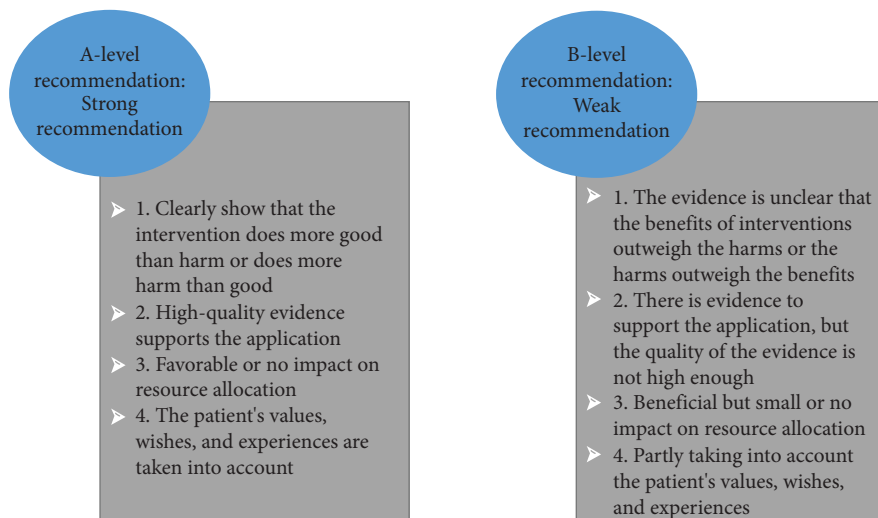 A-level
recommendation:
Strong
recommendation
1. Clearly show that the
intervention does more good
than harm or does more
harm than good
2. High-quality evidence
supports the application
3. Favorable or no impact on
resource allocation
4. The patient's values,
wishes, and experiences are
taken into account
B-level
recommendation:
Weak
recommendation
1. The evidence is unclear that
the benefits of interventions
outweigh the harms or the
harms outweigh the benefits
2. There is evidence to
support the application, but
the quality of the evidence is
not high enough
3. Beneficial but small or no
impact on resource allocation
4. Partly taking into account
the patient's values, wishes,
and experiences